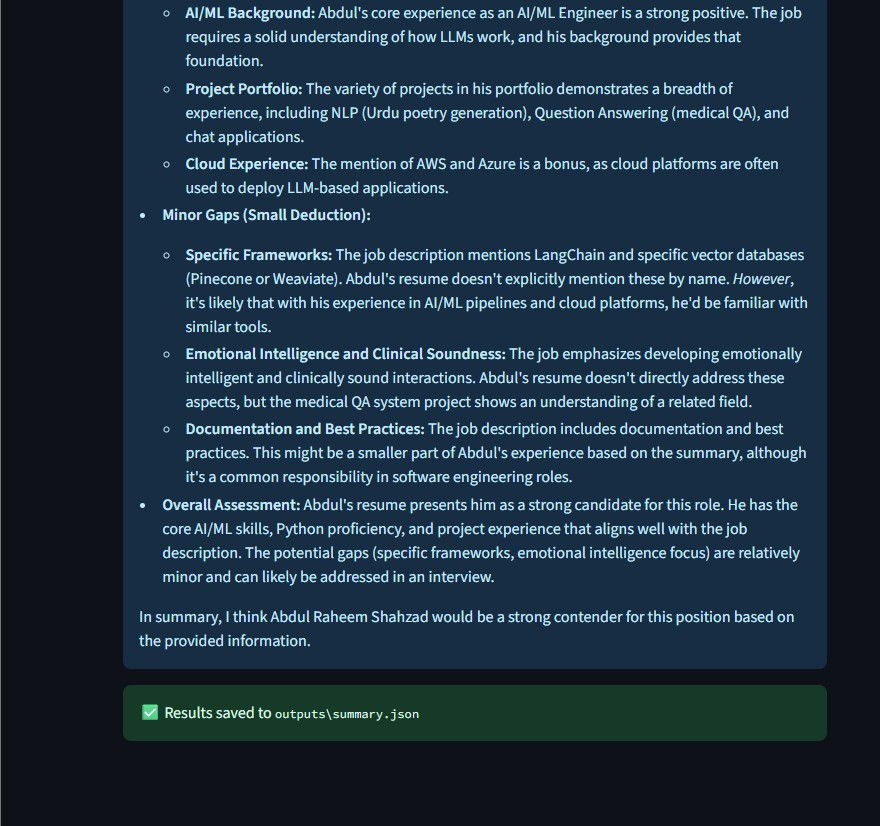 AI/ML Background: Abdul's core experience as an AI/ML Engineer is a strong positive. The job
requires a solid understanding of how LLMs work, and his background provides that
foundation.
Project Portfolio: The variety of projects in his portfolio demonstrates a breadth of
experience, including NLP (Urdu poetry generation), Question Answering (medical QA), and
chat applications.
Cloud Experience: The mention of AWS and Azure is a bonus, as cloud platforms are often
used to deploy LLM-based applications.
Minor Gaps (Small Deduction):
Specific Frameworks: The job description mentions LangChain and specific vector databases
(Pinecone or Weaviate). Abdul's resume doesn't explicitly mention these by name. However,
it's likely that with his experience in AI/ML pipelines and cloud platforms, he'd be familiar with
similar tools.
Emotional Intelligence and Clinical Soundness: The job emphasizes developing emotionally
intelligent and clinically sound interactions. Abdul's resume doesn't directly address these
aspects, but the medical QA system project shows an understanding of a related field.
Documentation and Best Practices: The job description includes documentation and best
practices. This might be a smaller part of Abdul's experience based on the summary, although
it's a common responsibility in software engineering roles.
Overall Assessment: Abdul's resume presents him as a strong candidate for this role. He has the
core AI/ML skills, Python proficiency, and project experience that aligns well with the job
description. The potential gaps (specific frameworks, emotional intelligence focus) are relatively
minor and can likely be addressed in an interview.
In summary, I think Abdul Raheem Shahzad would be a strong contender for this position based on
the provided information.
✅ Results saved to outputs\summary.json